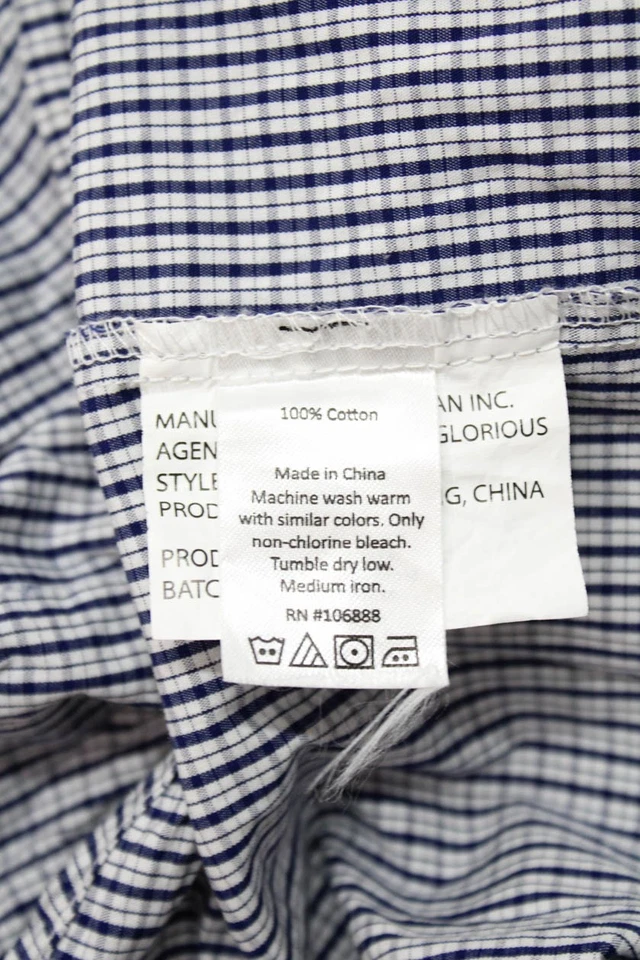 100% Cotton
Made in China
Machine wash warm
with similar colors. Only
non-chlorine bleach.
Tumble dry low.
Medium iron.
RN #106888
MANU
AGEN
STYLE
PROD
PROD
BATC
AN INC.
GLORIOUS
G, CHINA